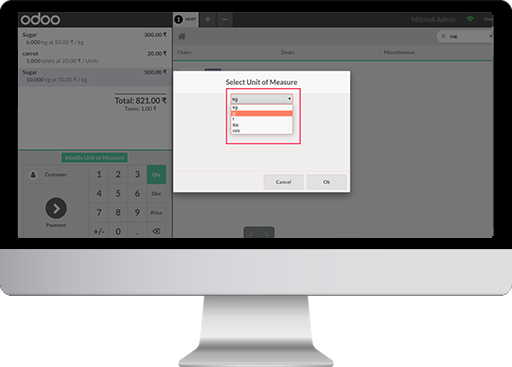 odoo
1 16:07
+
−
Mitchell Admin
Sugar 300.00 ₹
6.000 kg at 50.00 ₹ / kg
carrot 20.00 ₹
1.000 Units at 20.00 ₹ / Units
Sugar 500.00 ₹
10.000 kg at 50.00 ₹ / kg
Total: 821.00 ₹
Taxes: 1.00 ₹
Modify Unit of Measure
Customer
1 2 3 Qty
4 5 6 Disc
7 8 9 Price
+/- 0 .
Payment
sug
Chairs Desks Miscellaneous
Select Unit of Measure
kg
kg
g
t
lbs
ozs
Cancel Ok